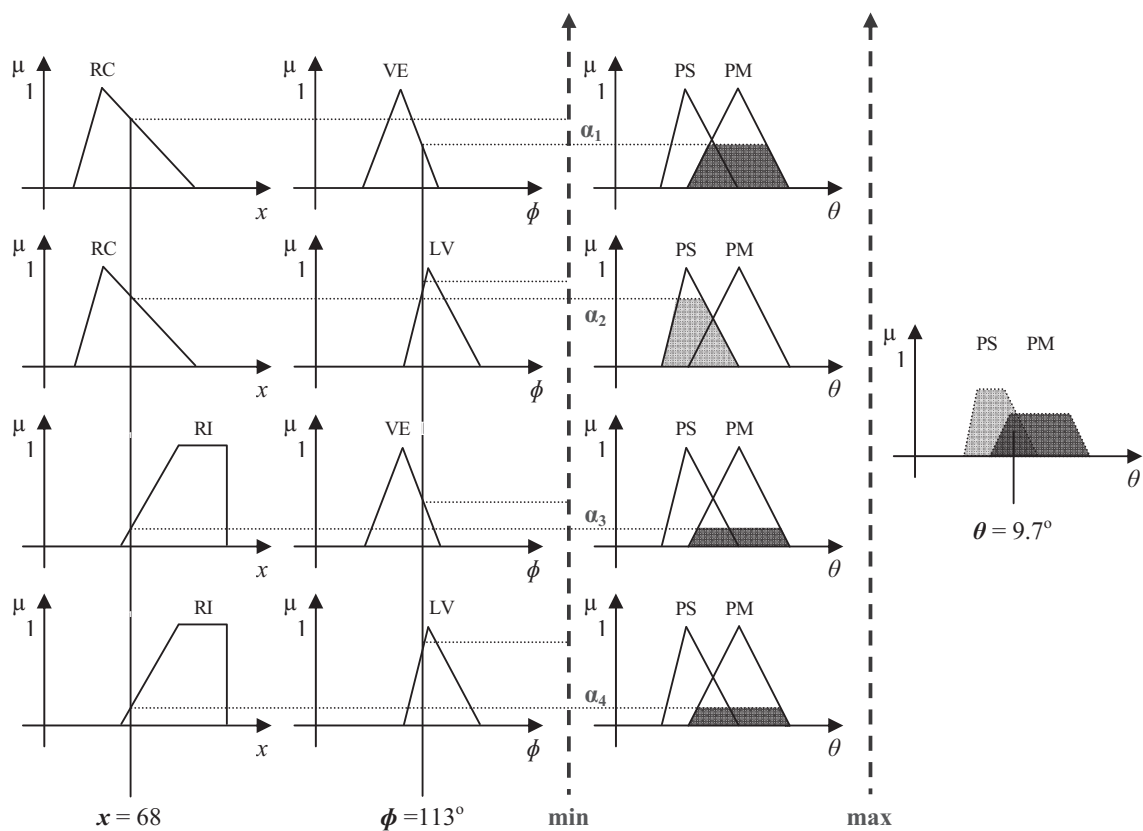 RC VE PS PM
μ μ μ
1 1 1
α₁
x ϕ θ
RC LV PS PM
μ μ μ
1 1 1
α₂
x ϕ θ
PS PM
μ
1
θ
θ = 9.7°
RI VE PS PM
μ μ μ
1 1 1
α₃
x ϕ θ
RI LV PS PM
μ μ μ
1 1 1
α₄
x ϕ θ
x = 68 ϕ =113° min max